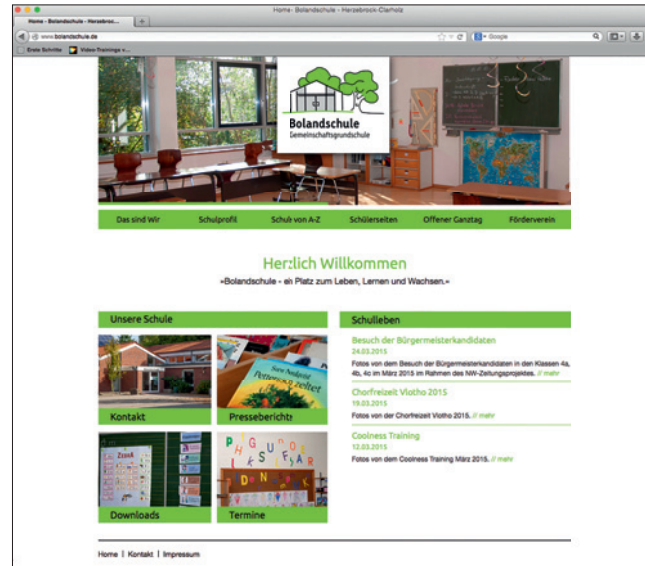 Home - Bolandschule - Herzebrock-Clarholz
Home - Bolandschule - Herzebroc...
www.bolandschule.de
Google
Erste Schritte
Video-Trainings v...
Bolandschule
Gemeinschaftsgrundschule
Das sind Wir
Schulprofil
Schule von A-Z
Schülerseiten
Offener Ganztag
Förderverein
Herzlich Willkommen
»Bolandschule - ein Platz zum Leben, Lernen und Wachsen.«
Unsere Schule
Kontakt
Presseberichte
Downloads
Termine
Schulleben
Besuch der Bürgermeisterkandidaten
24.03.2015
Fotos von dem Besuch der Bürgermeisterkandidaten in den Klassen 4a,
4b, 4c im März 2015 im Rahmen des NW-Zeitungsprojektes. // mehr
Chorfreizeit Vlotho 2015
19.03.2015
Fotos von der Chorfreizeit Vlotho 2015. // mehr
Coolness Training
12.03.2015
Fotos von dem Coolness Training März 2015. // mehr
Home | Kontakt | Impressum